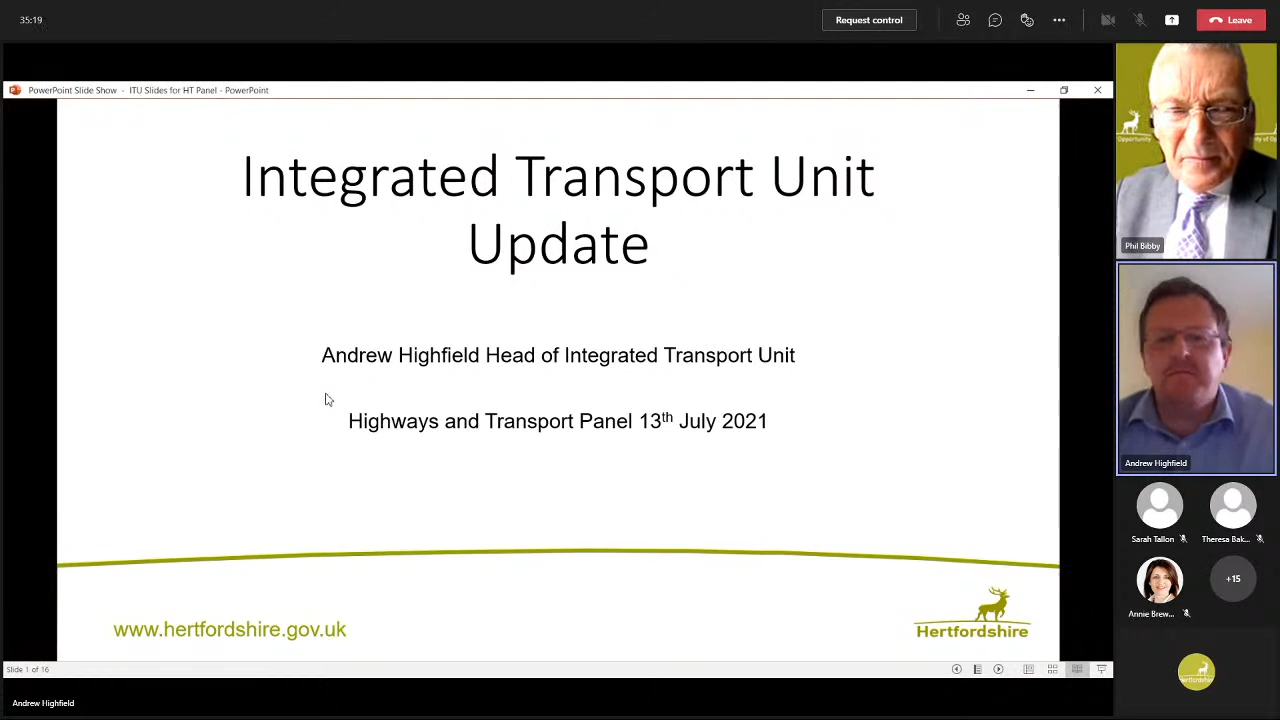 35:19
Request control
Leave
PowerPoint Slide Show - ITU Slides for HT Panel - PowerPoint
Integrated Transport Unit
Update
Andrew Highfield Head of Integrated Transport Unit
Highways and Transport Panel 13th July 2021
www.hertfordshire.gov.uk
Hertfordshire
Slide 1 of 16
Andrew Highfield
Opportunity
Phil Bibby
Andrew Highfield
Sarah Tallon
Theresa Bak...
Annie Brew...
+15
Hertfordshire